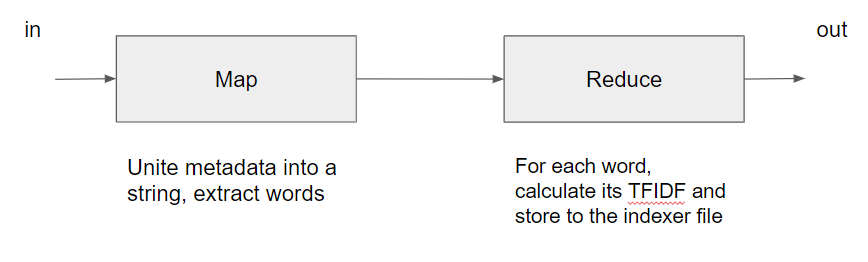 in
out
Map
Reduce
Unite metadata into a
string, extract words
For each word,
calculate its TFIDF and
store to the indexer file